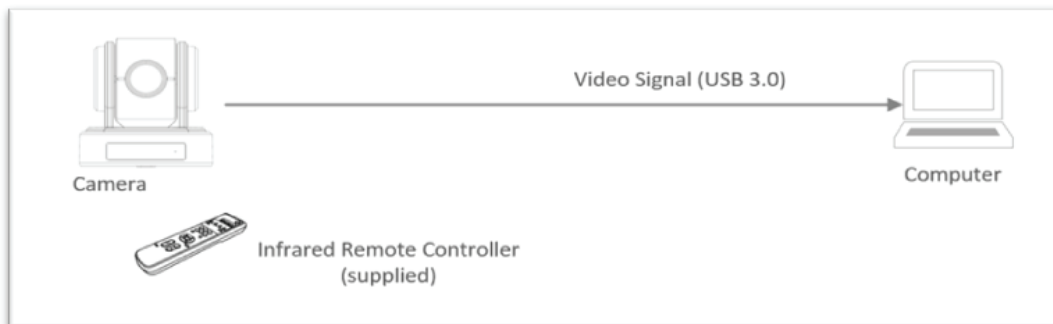 Video Signal (USB 3.0)
Camera
Computer
Infrared Remote Controller
(supplied)